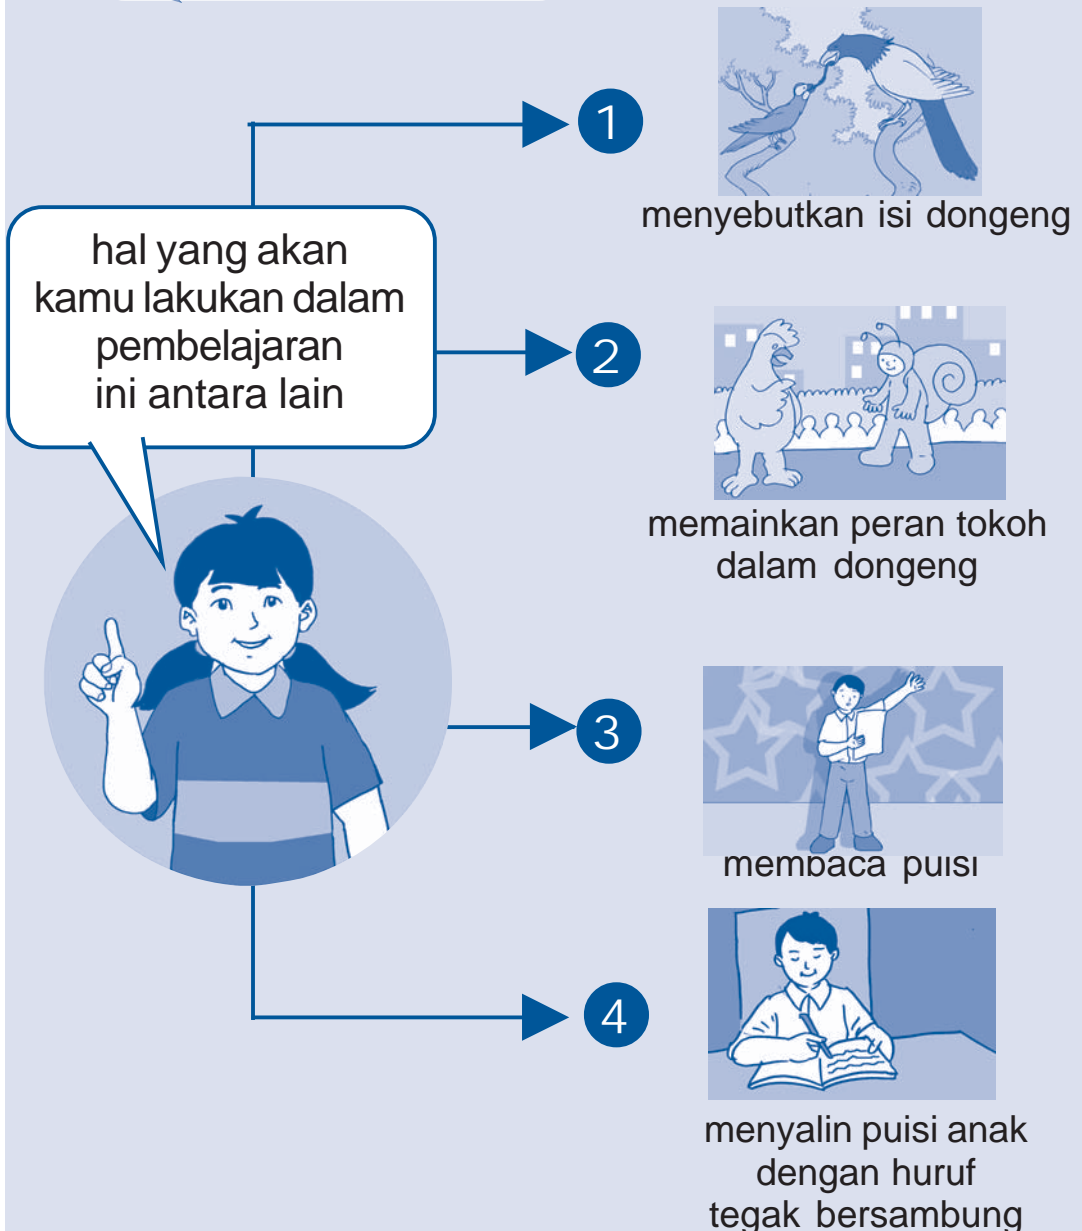 hal yang akan
kamu lakukan dalam
pembelajaran
ini antara lain
1
menyebutkan isi dongeng
2
memainkan peran tokoh
dalam dongeng
3
membaca puisi
4
menyalin puisi anak
dengan huruf
tegak bersambung